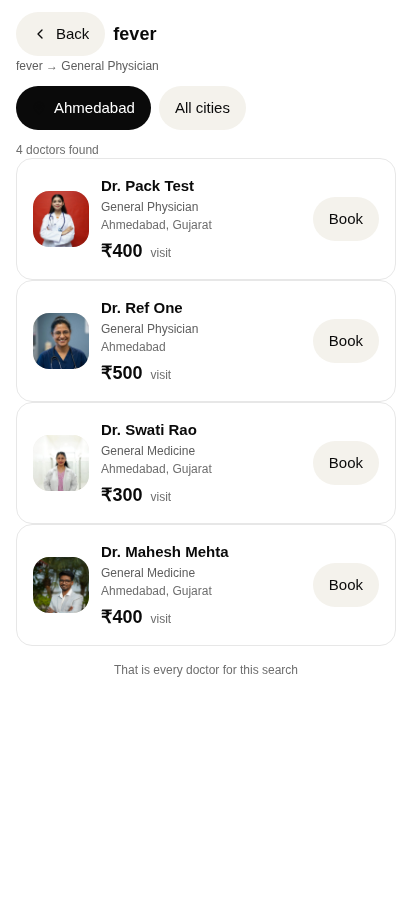 Back
fever
fever → General Physician
Ahmedabad
All cities
4 doctors found
Dr. Pack Test
General Physician
Ahmedabad, Gujarat
₹400 visit
Book
Dr. Ref One
General Physician
Ahmedabad
₹500 visit
Book
Dr. Swati Rao
General Medicine
Ahmedabad, Gujarat
₹300 visit
Book
Dr. Mahesh Mehta
General Medicine
Ahmedabad, Gujarat
₹400 visit
Book
That is every doctor for this search